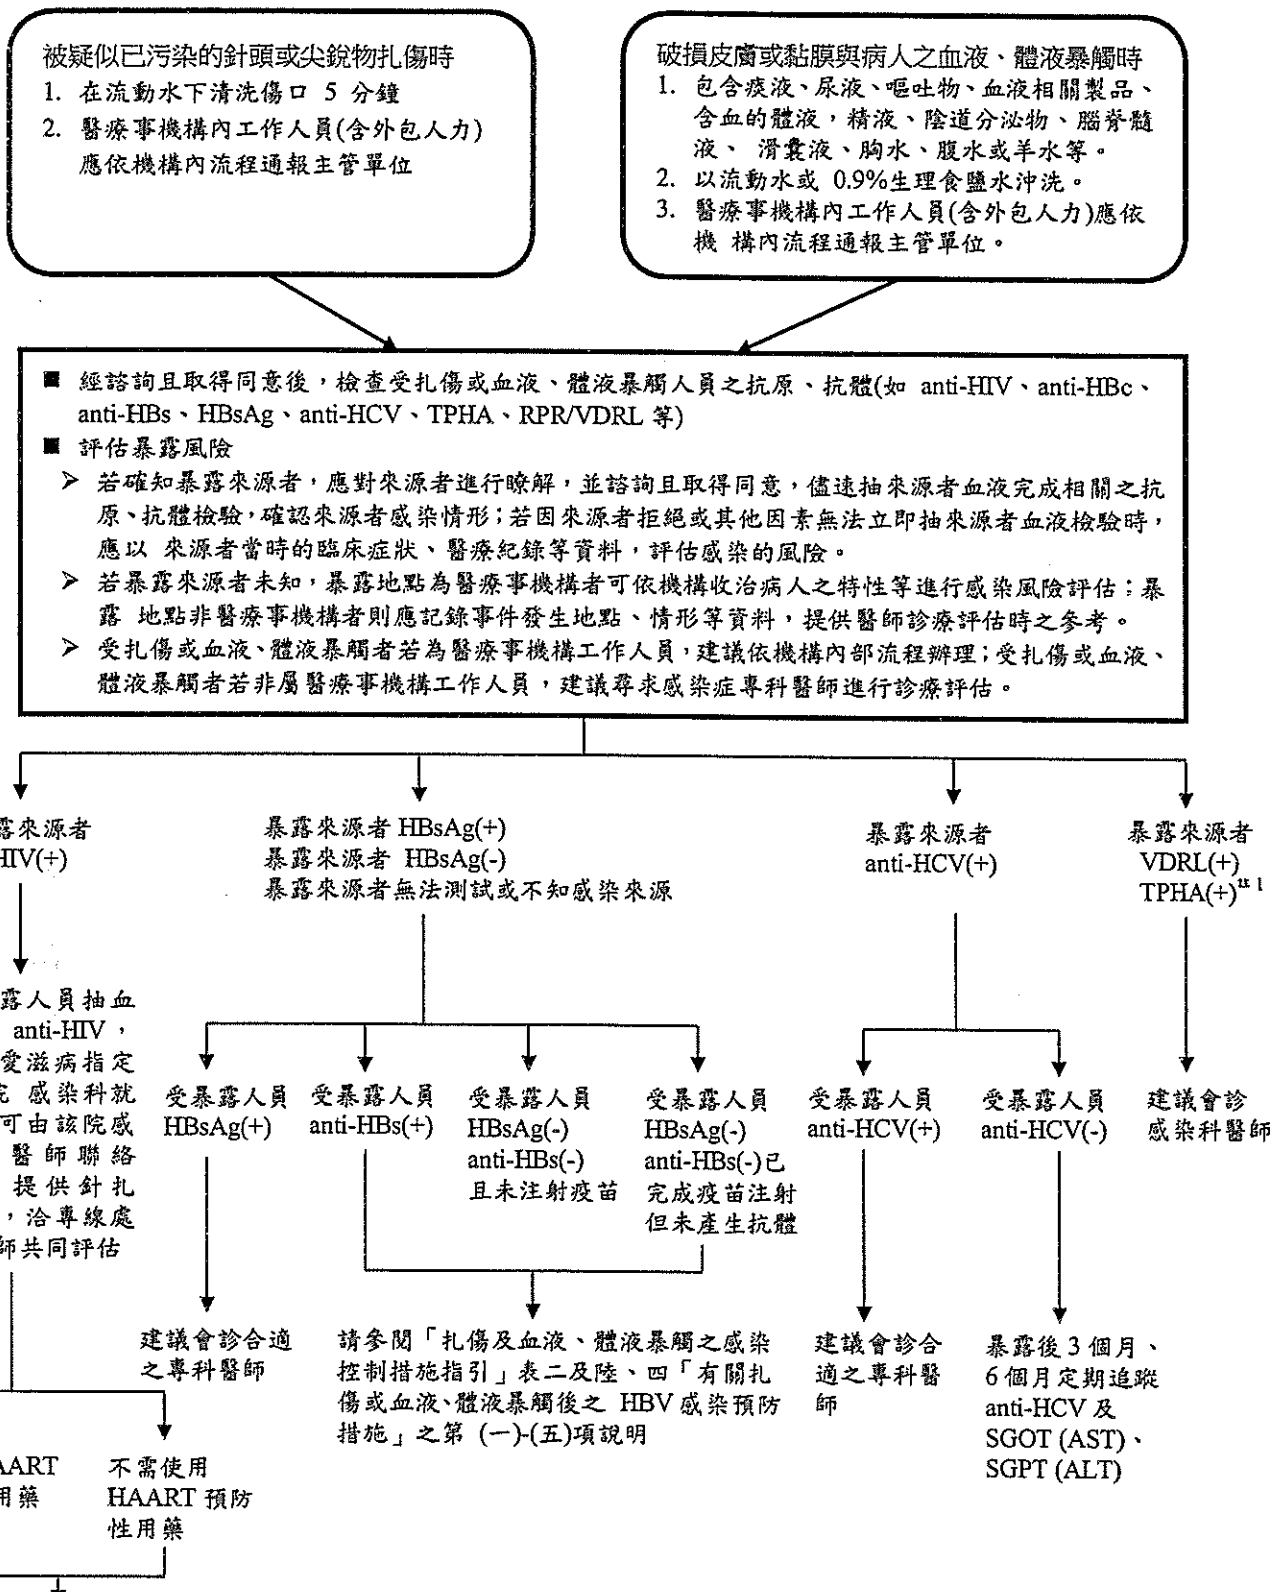 被疑似已污染的針頭或尖銳物扎傷時
1. 在流動水下清洗傷口 5 分鐘
2. 醫療事機構內工作人員(含外包人力)
應依機構內流程通報主管單位
破損皮膚或黏膜與病人之血液、體液暴觸時
1. 包含痰液、尿液、嘔吐物、血液相關製品、
含血的體液，精液、陰道分泌物、腦脊髓
液、 滑囊液、胸水、腹水或羊水等。
2. 以流動水或 0.9%生理食鹽水沖洗。
3. 醫療事機構內工作人員(含外包人力)應依
機 構內流程通報主管單位。
■ 經諮詢且取得同意後，檢查受扎傷或血液、體液暴觸人員之抗原、抗體(如 anti-HIV、anti-HBc、
anti-HBs、HBsAg、anti-HCV、TPHA、RPR/VDRL 等)
■ 評估暴露風險
➢ 若確知暴露來源者，應對來源者進行瞭解，並諮詢且取得同意，儘速抽來源者血液完成相關之抗
原、抗體檢驗，確認來源者感染情形；若因來源者拒絕或其他因素無法立即抽來源者血液檢驗時，
應以 來源者當時的臨床症狀、醫療紀錄等資料，評估感染的風險。
➢ 若暴露來源者未知，暴露地點為醫療事機構者可依機構收治病人之特性等進行感染風險評估；暴
露 地點非醫療事機構者則應記錄事件發生地點、情形等資料，提供醫師診療評估時之參考。
➢ 受扎傷或血液、體液暴觸者若為醫療事機構工作人員，建議依機構內部流程辦理；受扎傷或血液、
體液暴觸者若非屬醫療事機構工作人員，建議尋求感染症專科醫師進行診療評估。
露來源者
HIV(+)
暴露來源者 HBsAg(+)
暴露來源者 HBsAg(-)
暴露來源者無法測試或不知感染來源
暴露來源者
anti-HCV(+)
暴露來源者
VDRL(+)
TPHA(+)註 1
露人員抽血
anti-HIV，
愛滋病指定
院 感染科就
可由該院感
醫師聯絡
提供針扎
，洽專線處
師共同評估
受暴露人員
HBsAg(+)
受暴露人員
anti-HBs(+)
受暴露人員
HBsAg(-)
anti-HBs(-)
且未注射疫苗
受暴露人員
HBsAg(-)
anti-HBs(-)已
完成疫苗注射
但未產生抗體
受暴露人員
anti-HCV(+)
受暴露人員
anti-HCV(-)
建議會診
感染科醫師
建議會診合適
之專科醫師
請參閱「扎傷及血液、體液暴觸之感染
控制措施指引」表二及陸、四「有關扎
傷或血液、體液暴觸後之 HBV 感染預防
措施」之第 (一)-(五)項說明
建議會診合
適之專科醫
師
暴露後 3 個月、
6 個月定期追蹤
anti-HCV 及
SGOT (AST)、
SGPT (ALT)
AART
用藥
不需使用
HAART 預防
性用藥